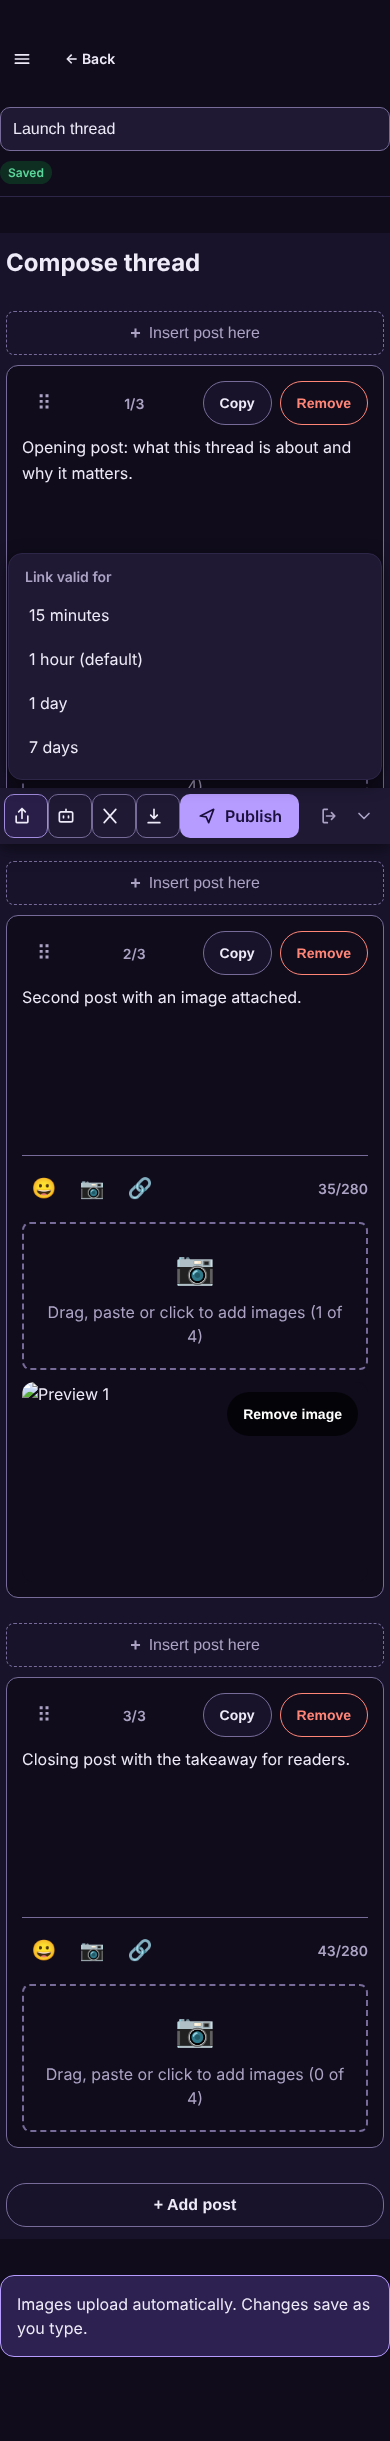 ← Back
Launch thread
Saved
Compose thread
+ Insert post here
1/3
Copy
Remove
Opening post: what this thread is about and
why it matters.
Link valid for
15 minutes
1 hour (default)
1 day
7 days
4)
Publish
+ Insert post here
2/3
Copy
Remove
Second post with an image attached.
35/280
Drag, paste or click to add images (1 of
4)
Preview 1
Remove image
+ Insert post here
3/3
Copy
Remove
Closing post with the takeaway for readers.
43/280
Drag, paste or click to add images (0 of
4)
+ Add post
Images upload automatically. Changes save as
you type.